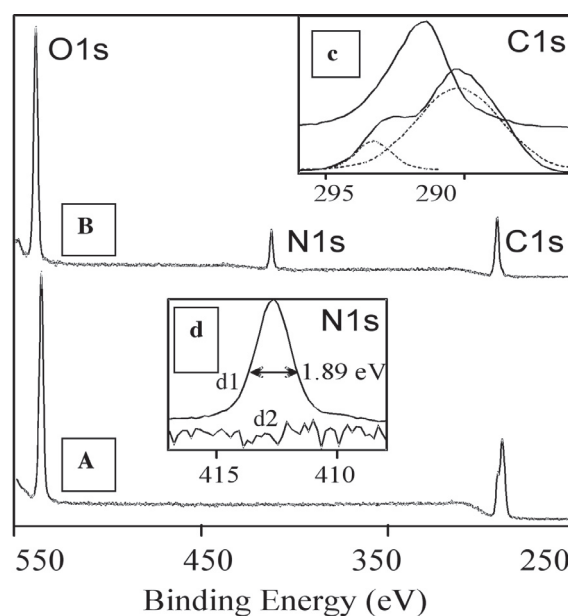 O1s
c
C1s
295
290
B
N1s
C1s
d
N1s
d1
1.89 eV
d2
415
410
A
550
450
350
250
Binding Energy (eV)